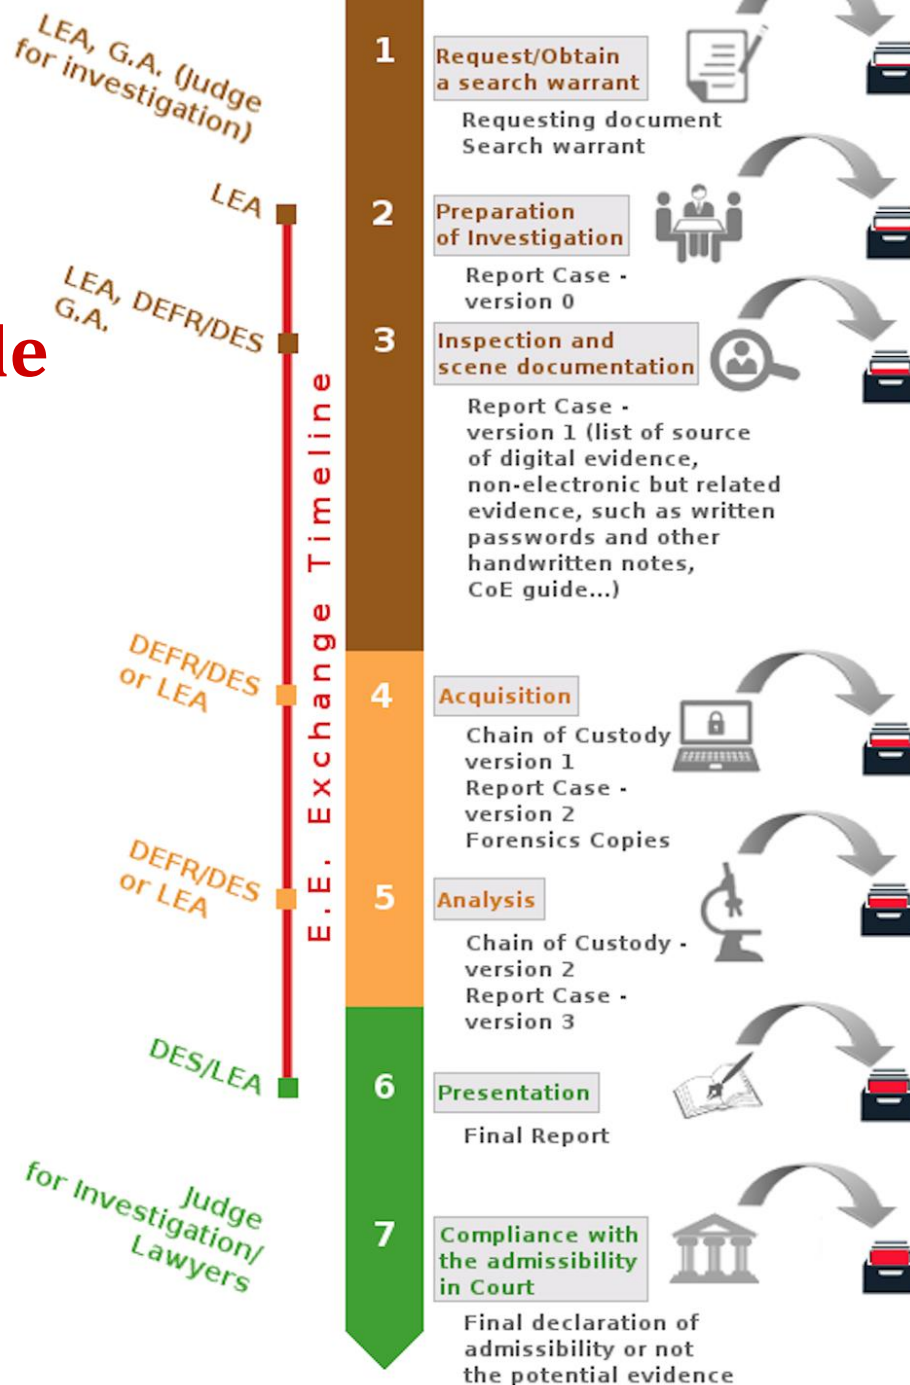 LEA, G.A. (Judge
for investigation)
1
Request/Obtain
a search warrant
Requesting document
Search warrant
LEA
2
Preparation
of Investigation
Report Case -
version 0
LEA, DEFR/DES
G.A.
le
3
Inspection and
scene documentation
Report Case -
version 1 (list of source
of digital evidence,
non-electronic but related
evidence, such as written
passwords and other
handwritten notes,
CoE guide...)
E.E. Exchange Timeline
DEFR/DES
or LEA
4
Acquisition
Chain of Custody
version 1
Report Case -
version 2
Forensics Copies
DEFR/DES
or LEA
5
Analysis
Chain of Custody -
version 2
Report Case -
version 3
DES/LEA
6
Presentation
Final Report
Judge
for Investigation/
Lawyers
7
Compliance with
the admissibility
in Court
Final declaration of
admissibility or not
the potential evidence